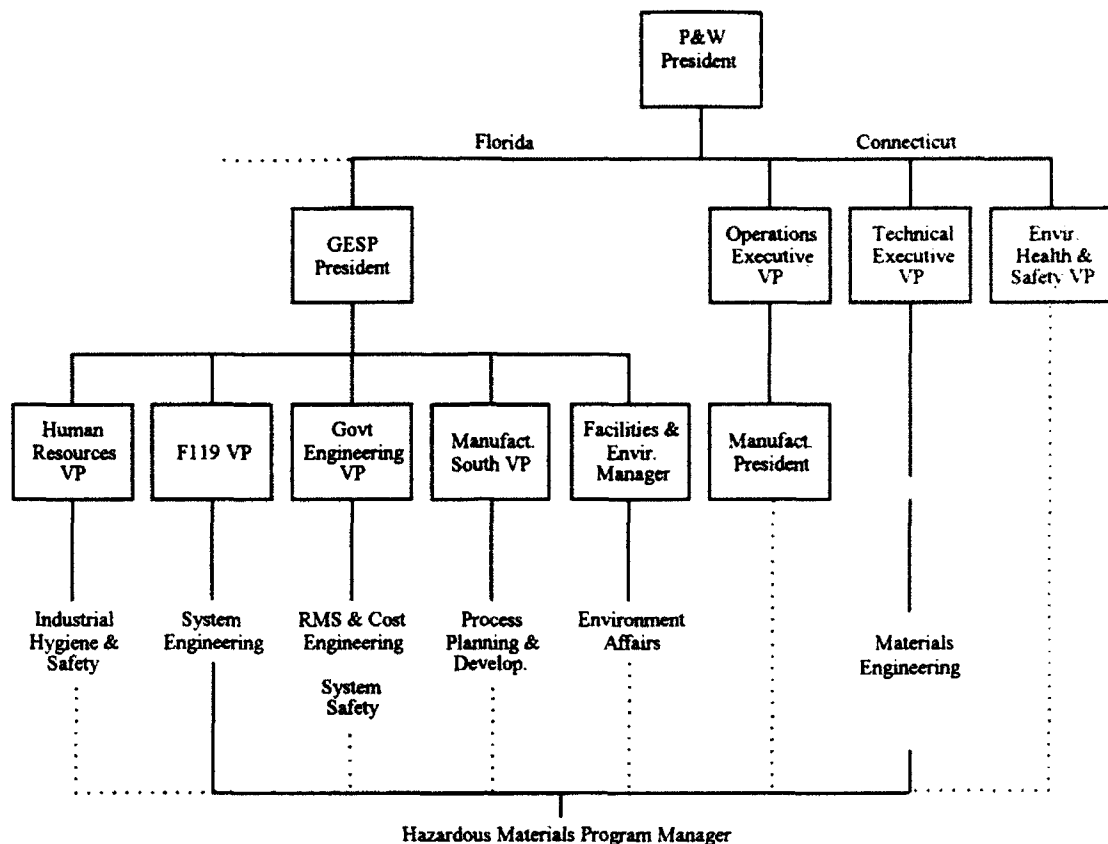 P&W
President
Florida
Connecticut
GESP
President
Operations
Executive
VP
Technical
Executive
VP
Envir.
Health &
Safety VP
Human
Resources
VP
F119 VP
Govt
Engineering
VP
Manufact.
South VP
Facilities &
Envir.
Manager
Manufact.
President
Industrial
Hygiene &
Safety
System
Engineering
RMS & Cost
Engineering
System
Safety
Process
Planning &
Develop.
Environment
Affairs
Materials
Engineering
Hazardous Materials Program Manager